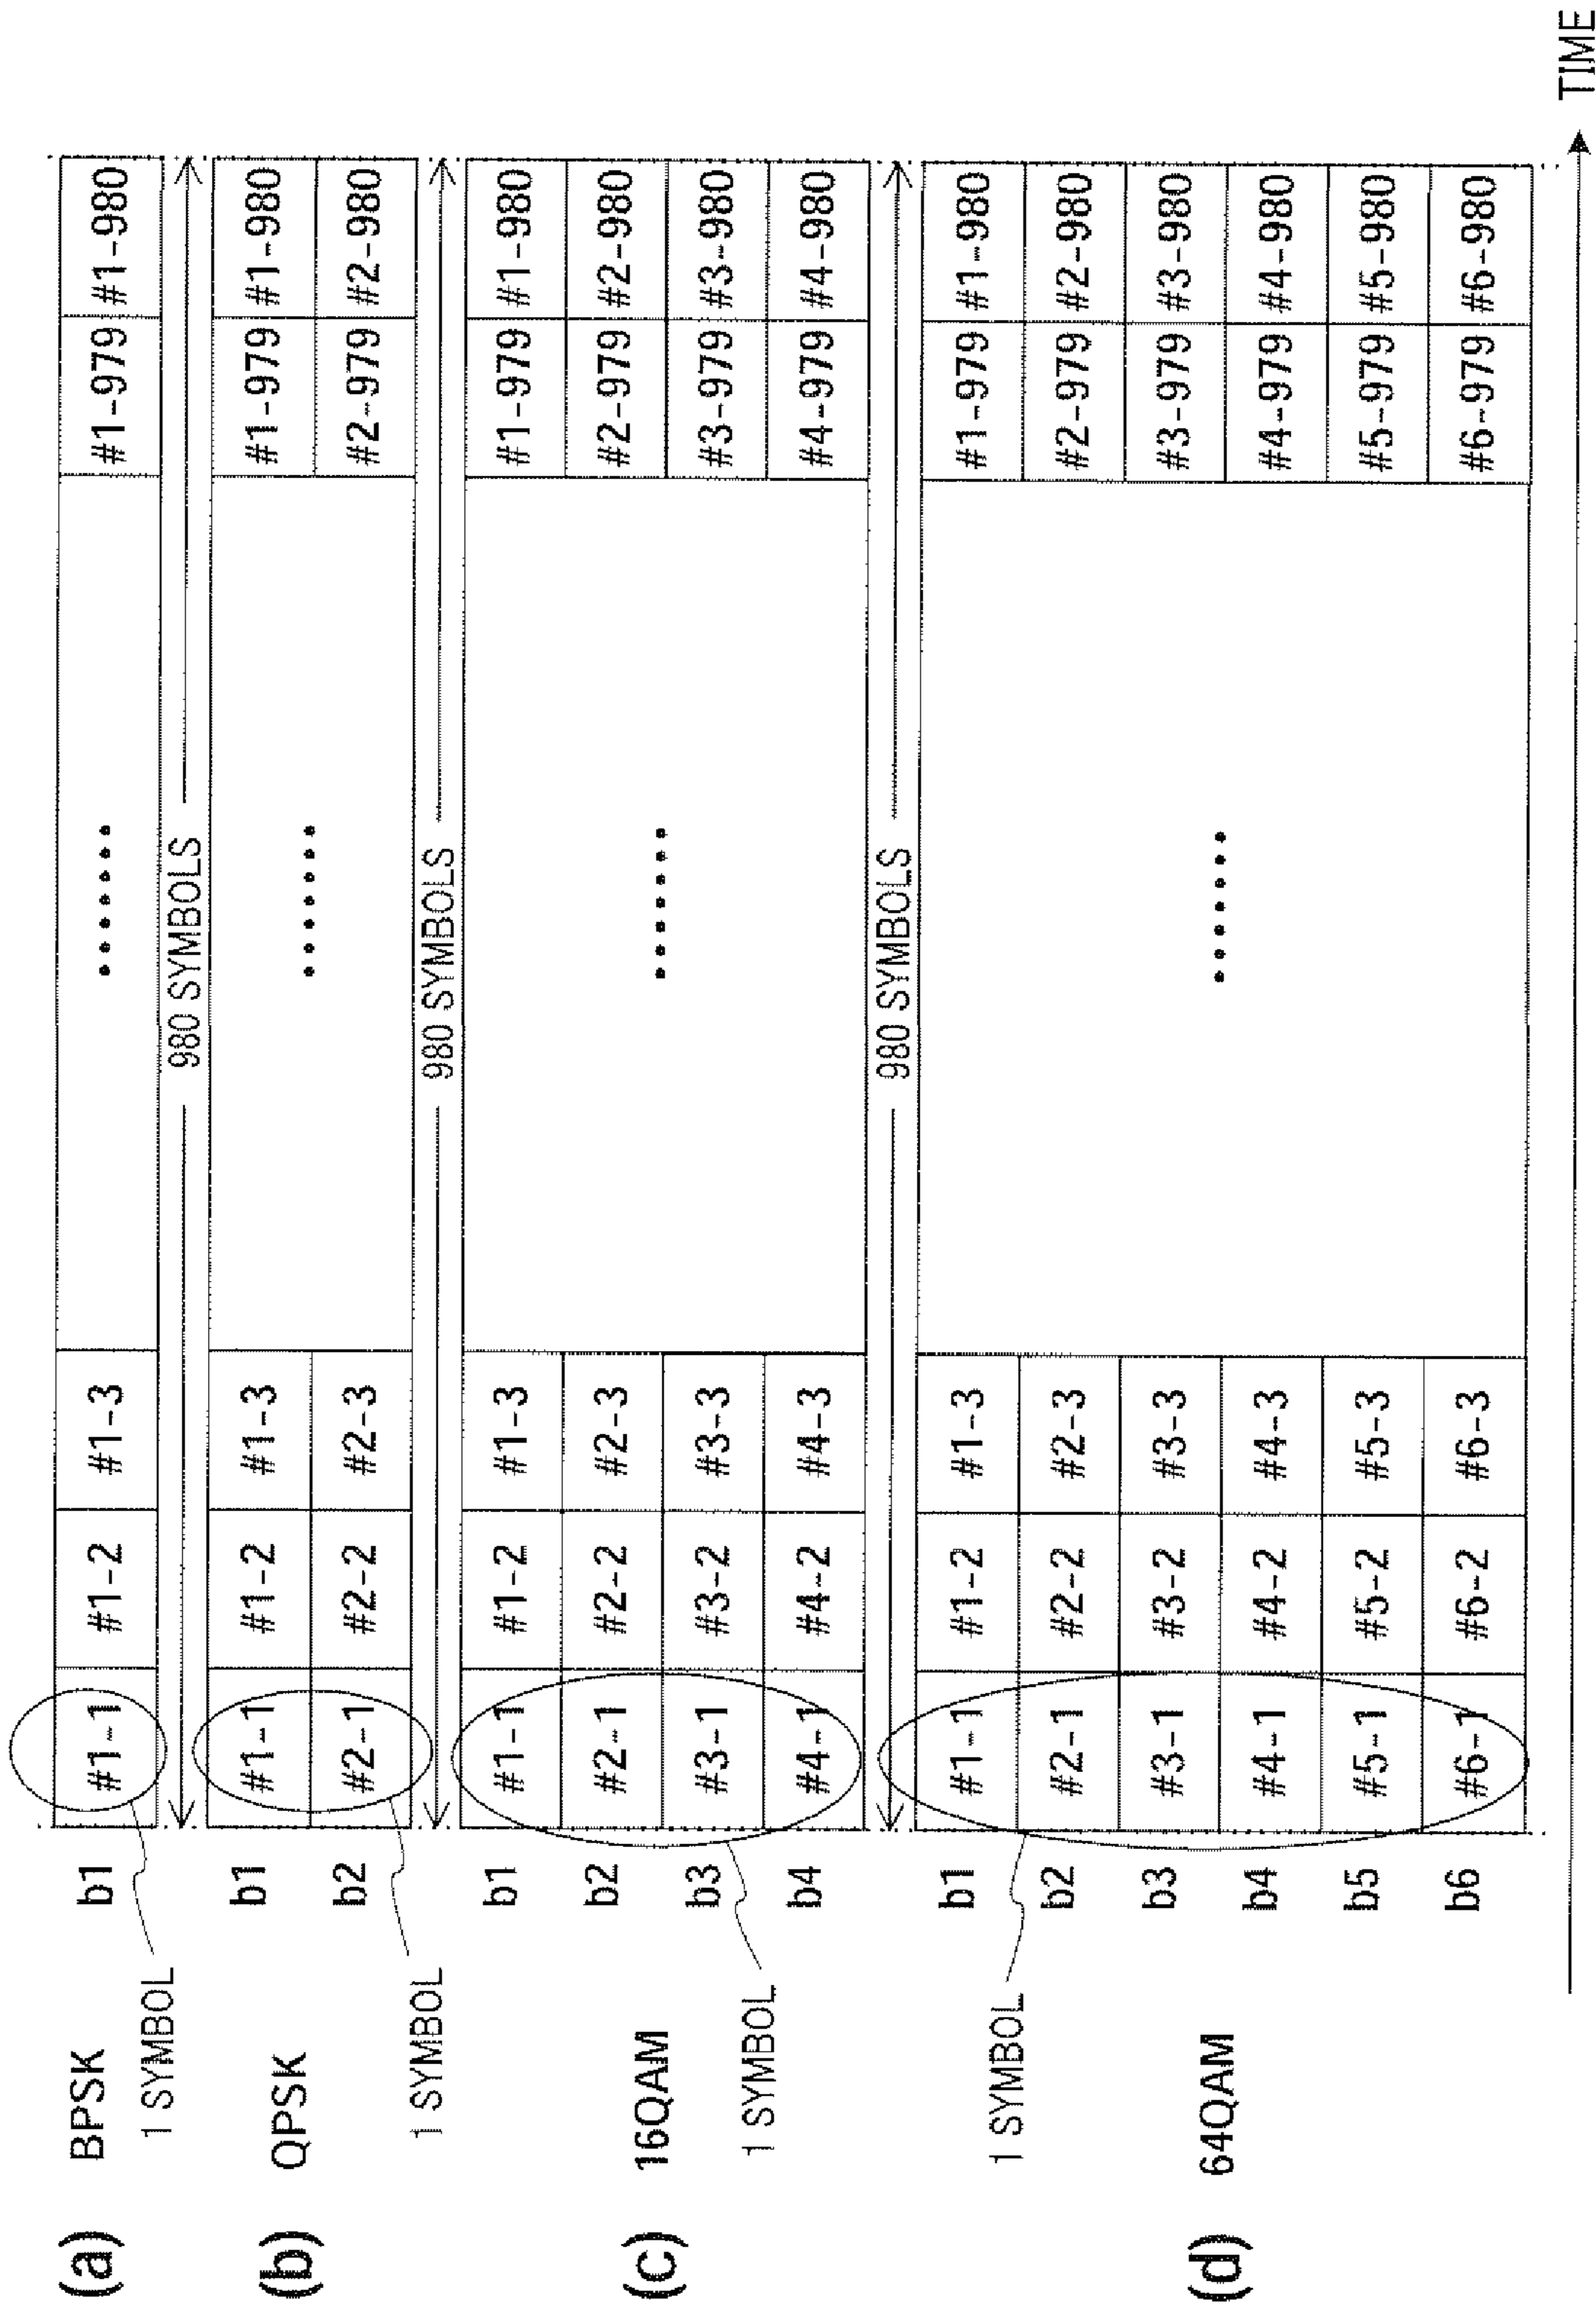 (a) BPSK
1 SYMBOL
b1 #1-1 #1-2 #1-3 ······· #1-979 #1-980
980 SYMBOLS
(b) QPSK
1 SYMBOL
b1 #1-1 #1-2 #1-3 ······· #1-979 #1-980
b2 #2-1 #2-2 #2-3 #2-979 #2-980
980 SYMBOLS
(c) 16QAM
1 SYMBOL
b1 #1-1 #1-2 #1-3 ······· #1-979 #1-980
b2 #2-1 #2-2 #2-3 #2-979 #2-980
b3 #3-1 #3-2 #3-3 #3-979 #3-980
b4 #4-1 #4-2 #4-3 #4-979 #4-980
980 SYMBOLS
1 SYMBOL
(d) 64QAM
b1 #1-1 #1-2 #1-3 ······· #1-979 #1-980
b2 #2-1 #2-2 #2-3 #2-979 #2-980
b3 #3-1 #3-2 #3-3 #3-979 #3-980
b4 #4-1 #4-2 #4-3 #4-979 #4-980
b5 #5-1 #5-2 #5-3 #5-979 #5-980
b6 #6-1 #6-2 #6-3 #6-979 #6-980
TIME